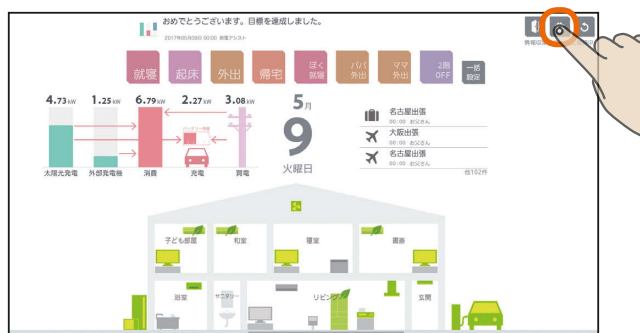 おめでとうございます。目標を達成しました。
2017年05月09日 00:00 節電アシスト
就寝
起床
外出
帰宅
ぼく
就寝
パパ
外出
ママ
外出
2階
OFF
一括
設定
4.73kW
1.25kW
6.79kW
2.27kW
3.08kW
太陽光発電
外部発電機
消費
充電
買電
5月
9
火曜日
名古屋出張
00:00 お父さん
大阪出張
00:00 お父さん
名古屋出張
00:00 お父さん
他102件
子ども部屋
和室
寝室
書斎
浴室
サニタリー
リビング
玄関